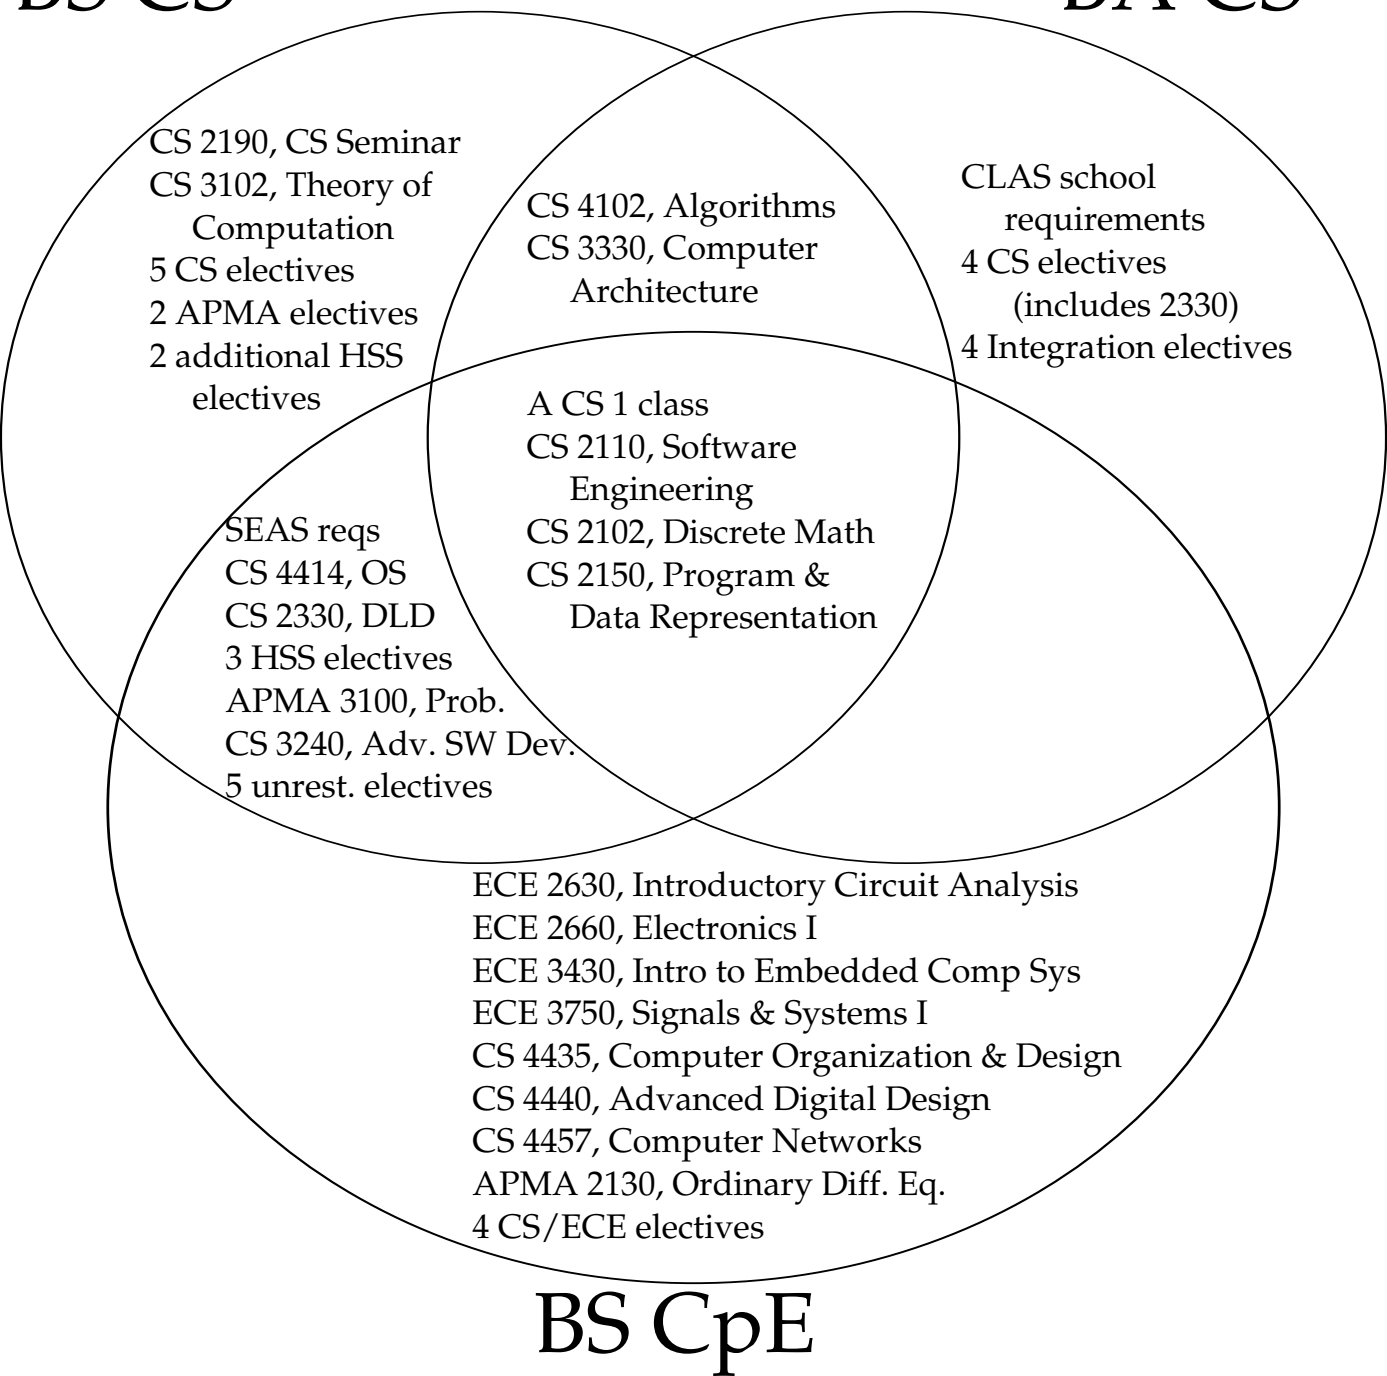 BS CS
BA CS
CS 2190, CS Seminar
CS 3102, Theory of
Computation
5 CS electives
2 APMA electives
2 additional HSS
electives
CS 4102, Algorithms
CS 3330, Computer
Architecture
CLAS school
requirements
4 CS electives
(includes 2330)
4 Integration electives
A CS 1 class
CS 2110, Software
Engineering
CS 2102, Discrete Math
CS 2150, Program &
Data Representation
SEAS reqs
CS 4414, OS
CS 2330, DLD
3 HSS electives
APMA 3100, Prob.
CS 3240, Adv. SW Dev.
5 unrest. electives
ECE 2630, Introductory Circuit Analysis
ECE 2660, Electronics I
ECE 3430, Intro to Embedded Comp Sys
ECE 3750, Signals & Systems I
CS 4435, Computer Organization & Design
CS 4440, Advanced Digital Design
CS 4457, Computer Networks
APMA 2130, Ordinary Diff. Eq.
4 CS/ECE electives
BS CpE